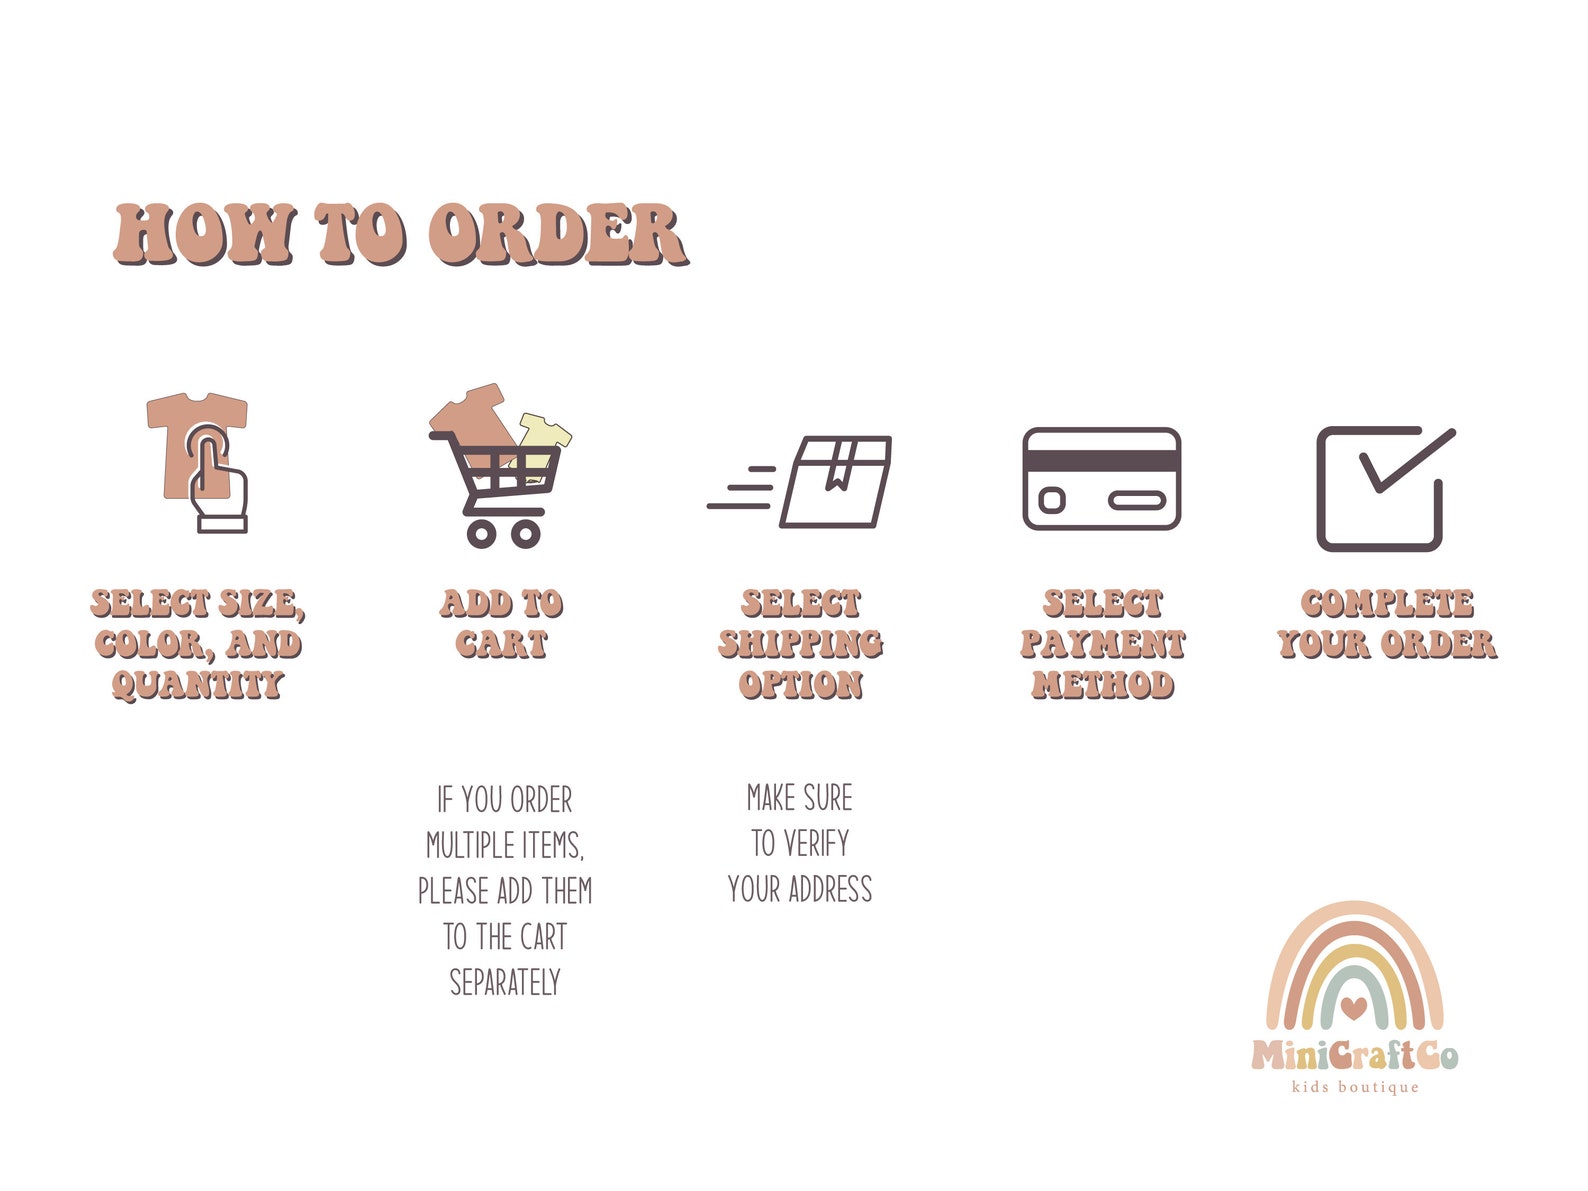 HOW TO ORDER
SELECT SIZE,
COLOR, AND
QUANTITY
ADD TO
CART
IF YOU ORDER
MULTIPLE ITEMS,
PLEASE ADD THEM
TO THE CART
SEPARATELY
SELECT
SHIPPING
OPTION
MAKE SURE
TO VERIFY
YOUR ADDRESS
SELECT
PAYMENT
METHOD
COMPLETE
YOUR ORDER
MiniCraftCo
kids boutique